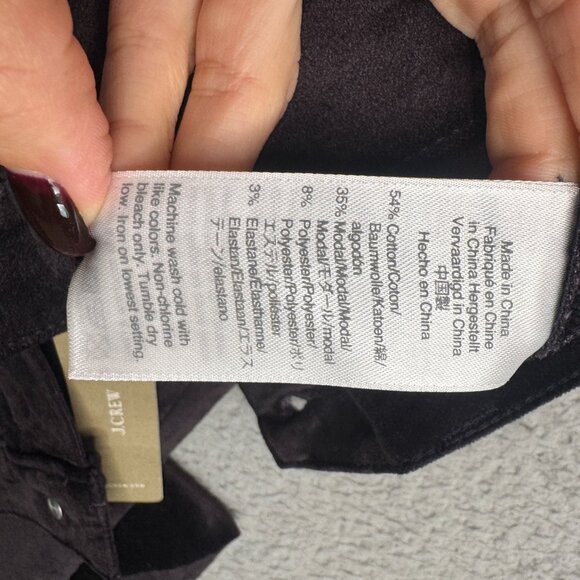 Made in China
Fabriqué en Chine
in China Hergestellt
Vervaardigd in China
中国製
Hecho en China
54% Cotton/Coton/
Baumwolle/Katoen/綿/
algodón
35% Modal/Modal/Modal/
Modal/モダール/modal
8% Polyester/Polyester/
Polyester/Polyester/ポリ
エステル/poliéster
3% Elastane/Élasthanne/
Elastan/Elastaan/エラス
テーン/elastano
Machine wash cold with
like colors. Non-chlorine
bleach only. Tumble dry
low. Iron on lowest setting.
J.CREW